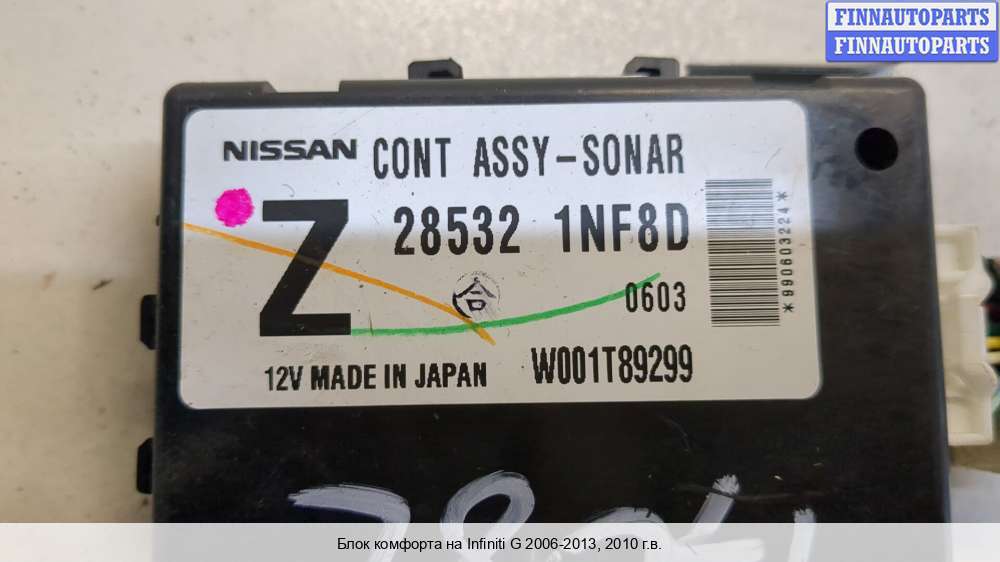 FINNAUTOPARTS
FINNAUTOPARTS
NISSAN CONT ASSY-SONAR
Z 28532 1NF8D
合 0603
*990603224*
12V MADE IN JAPAN W001T89299
Блок комфорта на Infiniti G 2006-2013, 2010 г.в.